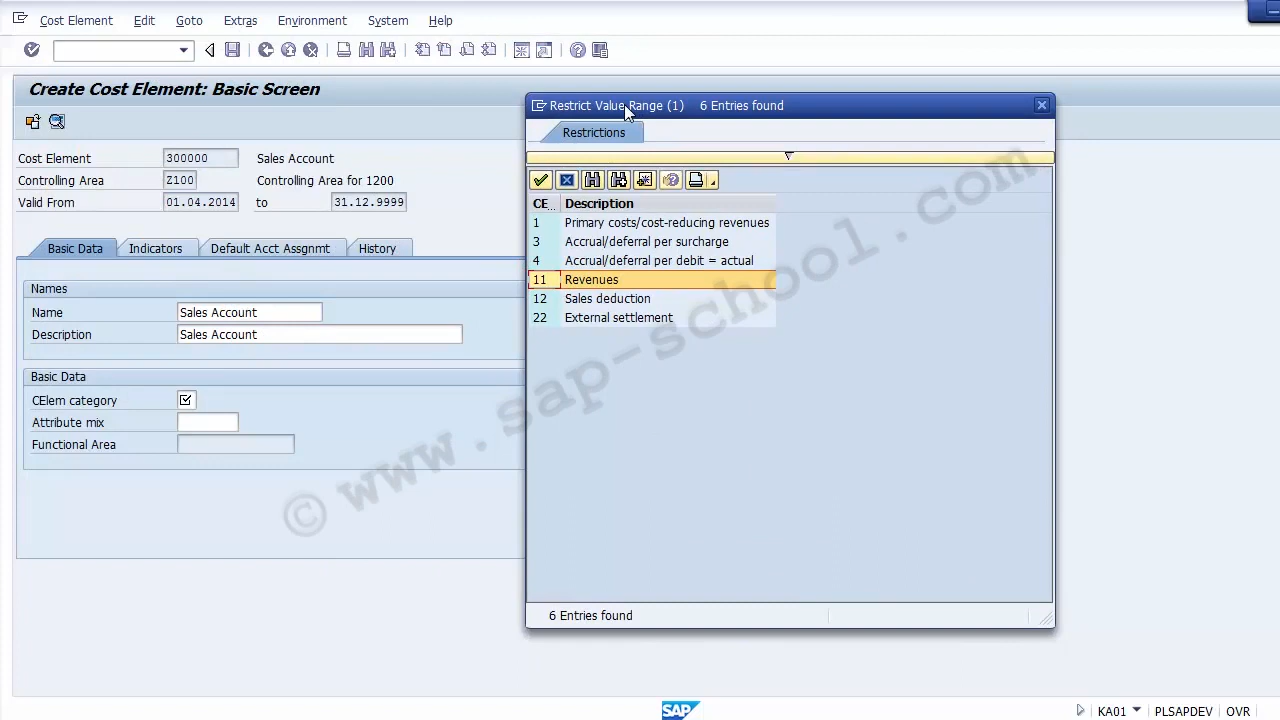 Cost Element Edit Goto Extras Environment System Help
Create Cost Element: Basic Screen
Cost Element 300000 Sales Account
Controlling Area Z100 Controlling Area for 1200
Valid From 01.04.2014 to 31.12.9999
Basic Data Indicators Default Acct Assgnmt History
Names
Name Sales Account
Description Sales Account
Basic Data
CElem category
Attribute mix
Functional Area
Restrict Value Range (1) 6 Entries found
Restrictions
CE... Description
1 Primary costs/cost-reducing revenues
3 Accrual/deferral per surcharge
4 Accrual/deferral per debit = actual
11 Revenues
12 Sales deduction
22 External settlement
6 Entries found
© www.sap-school.com
SAP KA01 PLSAPDEV OVR